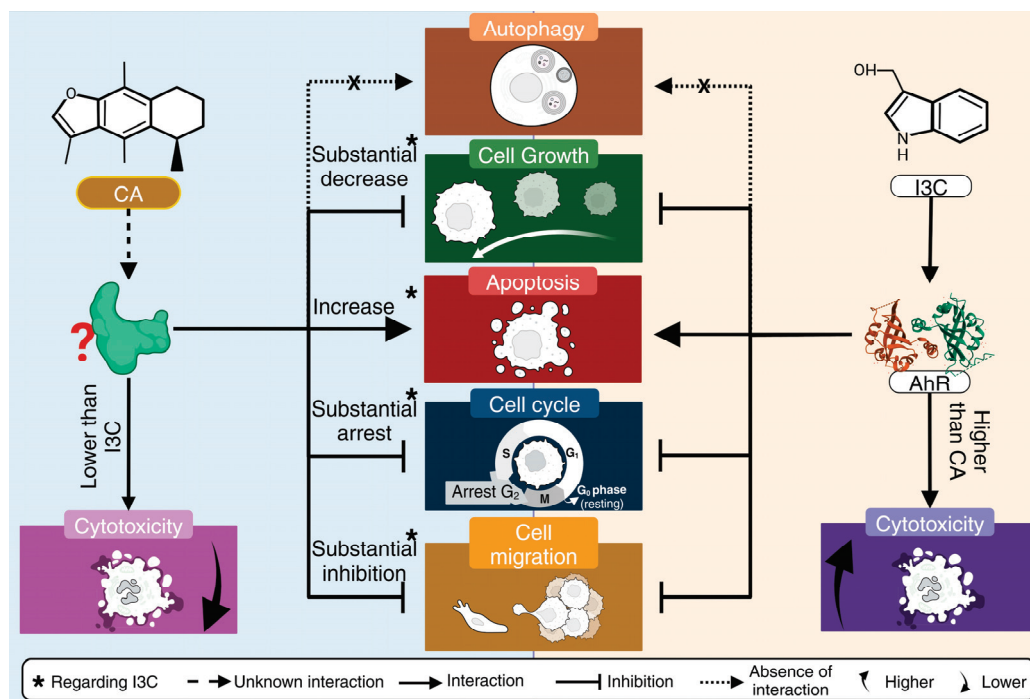 Autophagy
x
x
O
OH
N
H
*
Substantial
decrease
Cell Growth
CA
I3C
Increase
*
Apoptosis
?
AhR
Lower than
I3C
Higher
than CA
Substantial
arrest
*
Cell cycle
S
G1
Arrest G2
M
G0 phase
(resting)
Cytotoxicity
Substantial
inhibition
*
Cell
migration
Cytotoxicity
* Regarding I3C
Unknown interaction
Interaction
Inhibition
Absence of
interaction
Higher
Lower